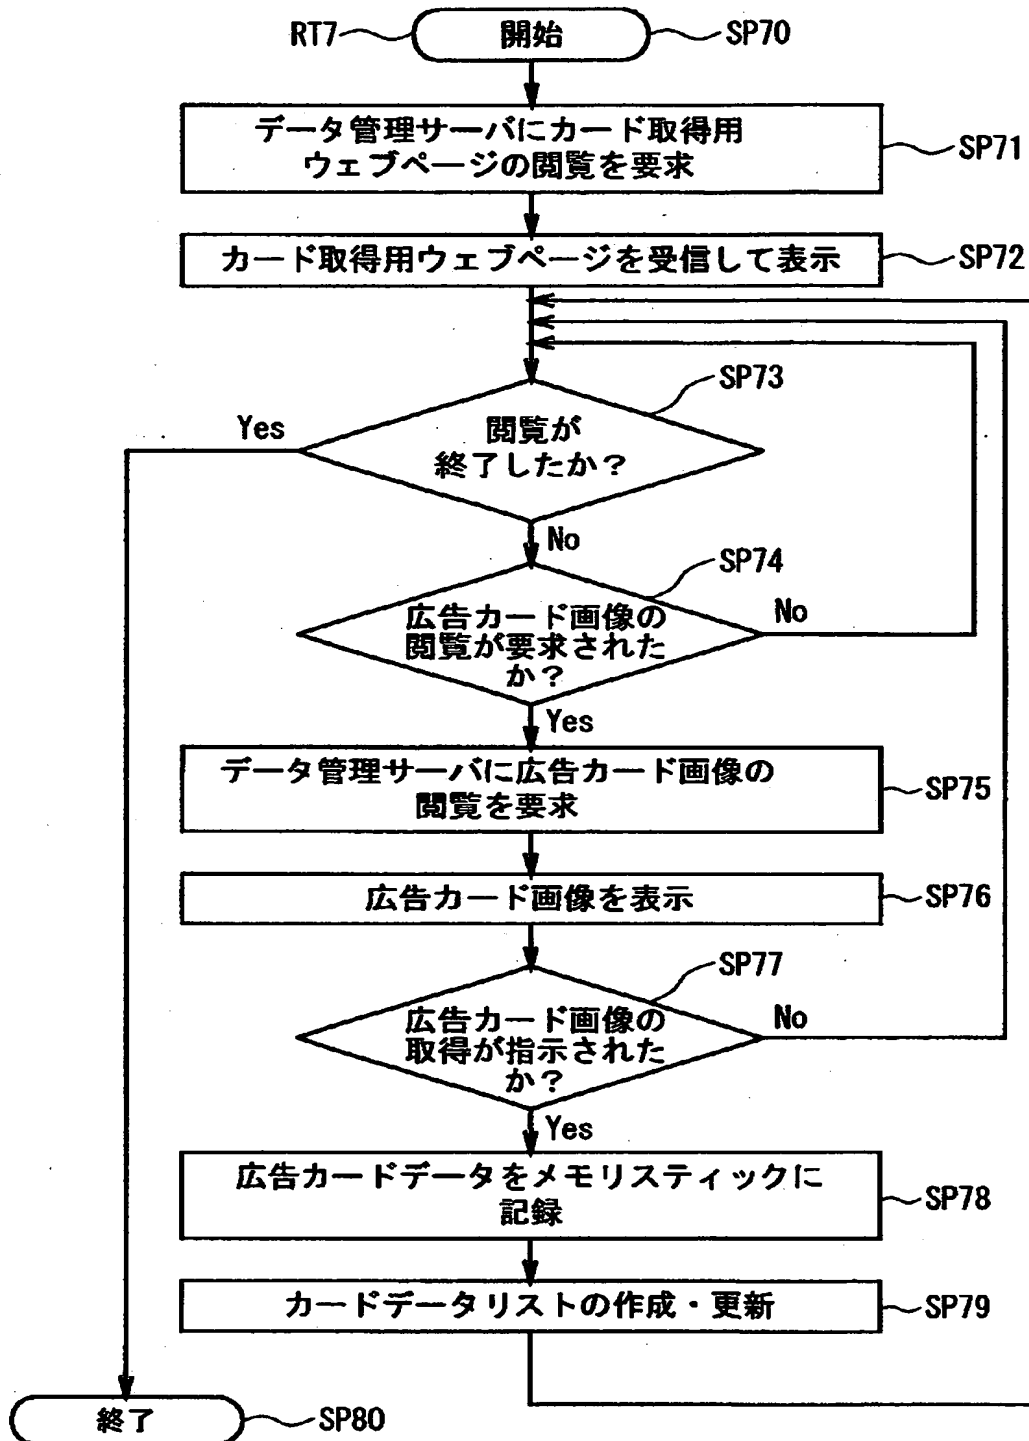 RT7 開始 SP70
データ管理サーバにカード取得用
ウェブページの閲覧を要求 SP71
カード取得用ウェブページを受信して表示 SP72
SP73
Yes
閲覧が
終了したか？
No
SP74
広告カード画像の
閲覧が要求された
か？
No
Yes
データ管理サーバに広告カード画像の
閲覧を要求 SP75
広告カード画像を表示 SP76
SP77
広告カード画像の
取得が指示された
か？
No
Yes
広告カードデータをメモリスティックに
記録 SP78
カードデータリストの作成・更新 SP79
終了 SP80